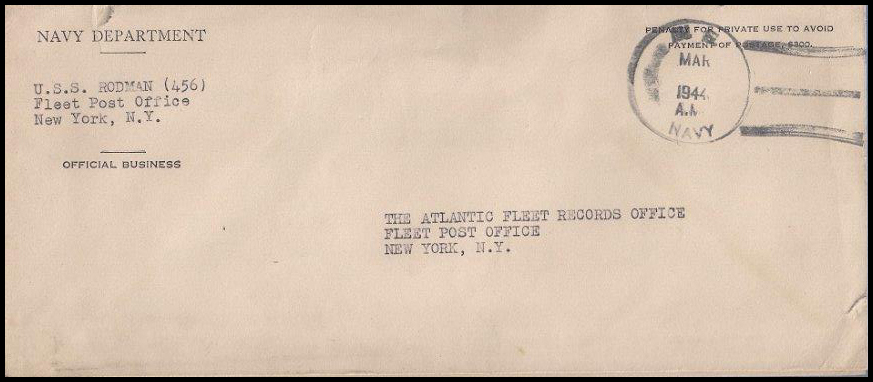 NAVY DEPARTMENT
U.S.S. RODMAN (456)
Fleet Post Office
New York, N.Y.
OFFICIAL BUSINESS
PENALTY FOR PRIVATE USE TO AVOID
PAYMENT OF POSTAGE, $300.
MAR
1944
A.M.
NAVY
THE ATLANTIC FLEET RECORDS OFFICE
FLEET POST OFFICE
NEW YORK, N.Y.